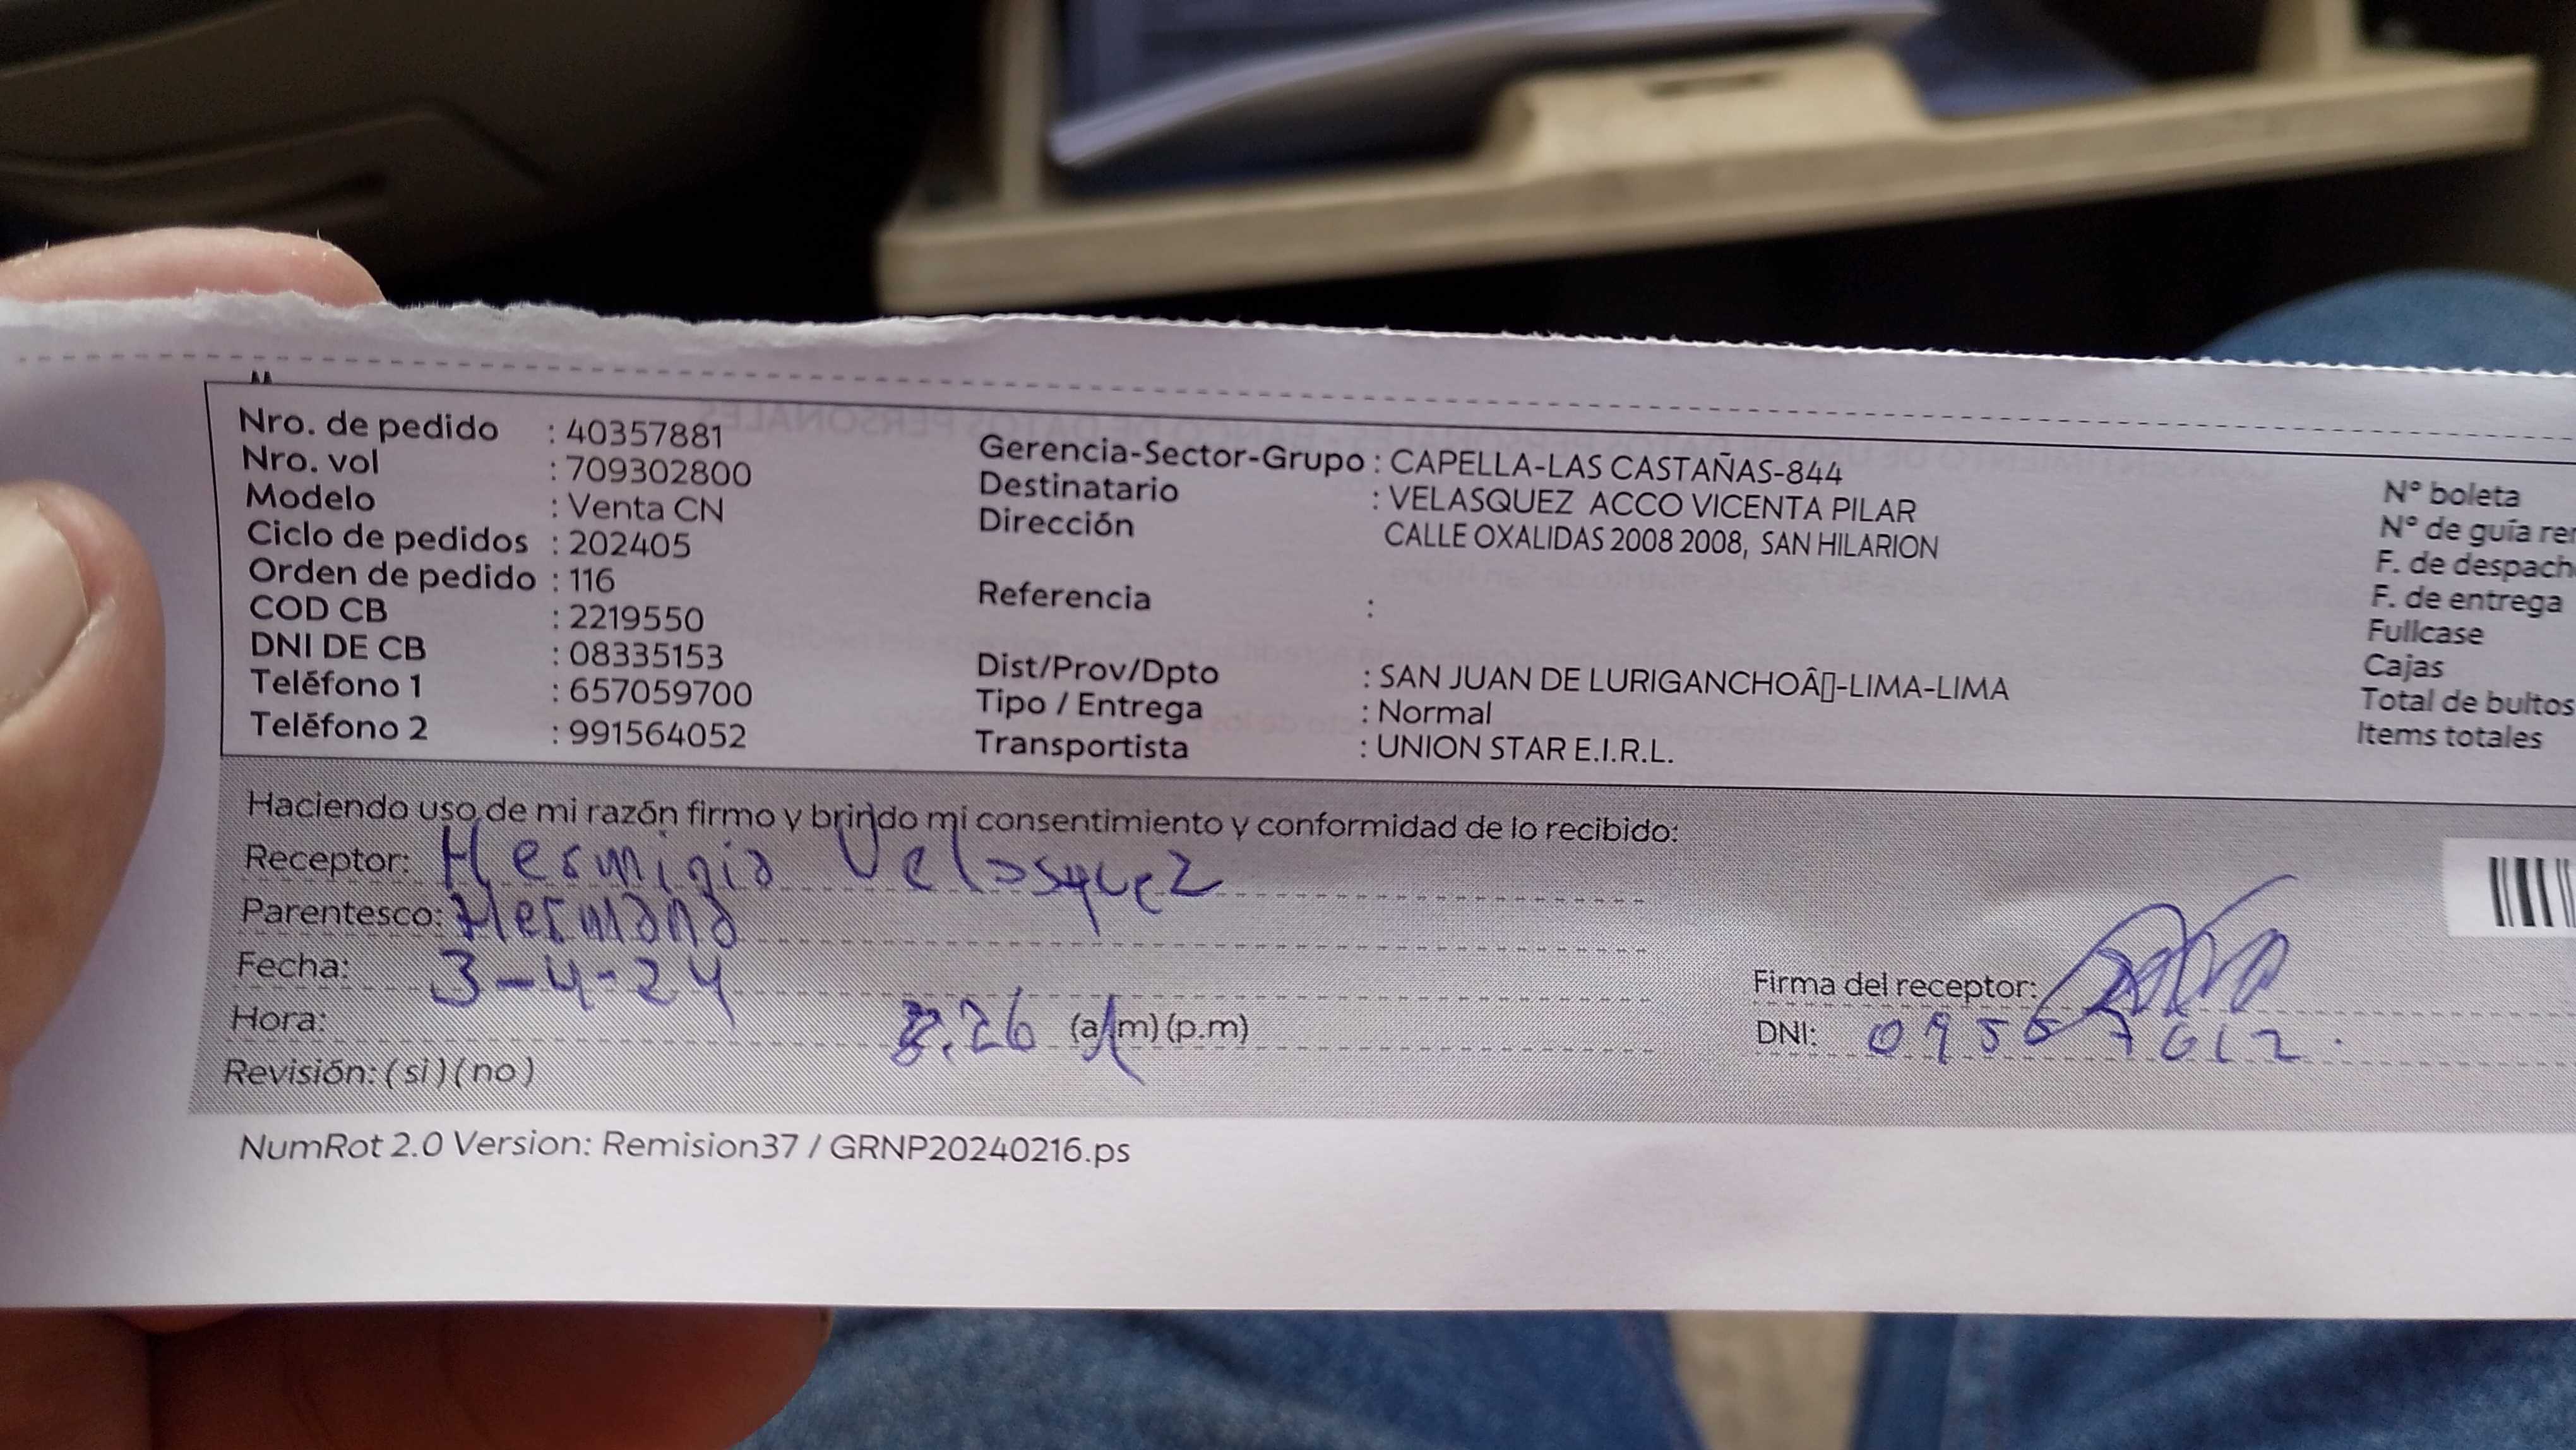 Nro. de pedido : 40357881
Nro. vol : 709302800
Modelo : Venta CN
Ciclo de pedidos : 202405
Orden de pedido : 116
COD CB : 2219550
DNI DE CB : 08335153
Teléfono 1 : 657059700
Teléfono 2 : 991564052
Gerencia-Sector-Grupo : CAPELLA-LAS CASTAÑAS-844
Destinatario : VELASQUEZ ACCO VICENTA PILAR
Dirección CALLE OXALIDAS 2008 2008, SAN HILARION
Referencia :
Dist/Prov/Dpto : SAN JUAN DE LURIGANCHOÂ▯-LIMA-LIMA
Tipo / Entrega : Normal
Transportista : UNION STAR E.I.R.L.
N° boleta
N° de guía
F. de
F. de entrega
Fullcase
Cajas
Total de bultos
Items totales
Haciendo uso de mi razón firmo y brindo mi consentimiento y conformidad de lo recibido:
Receptor: Velasquez
Parentesco: Hermana
Fecha: 3-4-24
Hora: (a.m) (p.m)
Revisión: ( si ) ( no )
Firma del receptor:
DNI:
NumRot 2.0 Version: Remision37 / GRNP20240216.ps